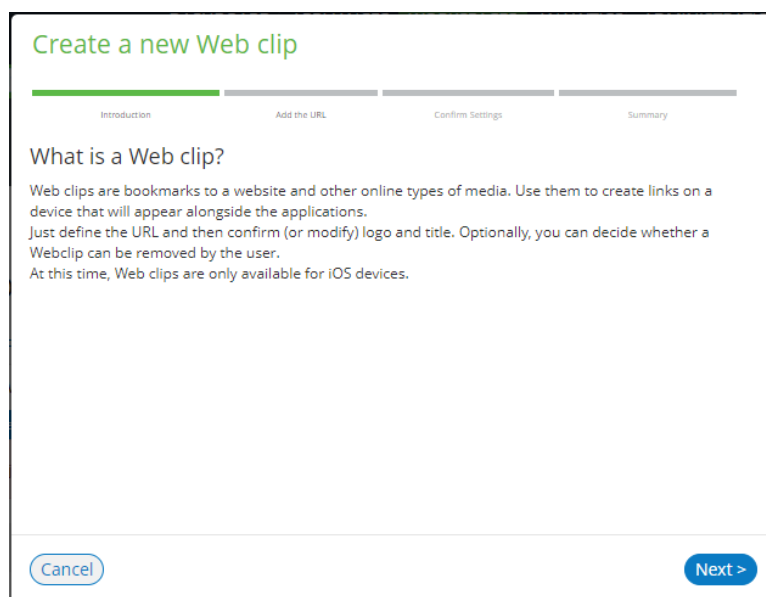 Create a new Web clip
Introduction
Add the URL
Confirm Settings
Summary
What is a Web clip?
Web clips are bookmarks to a website and other online types of media. Use them to create links on a
device that will appear alongside the applications.
Just define the URL and then confirm (or modify) logo and title. Optionally, you can decide whether a
Webclip can be removed by the user.
At this time, Web clips are only available for iOS devices.
Cancel
Next >